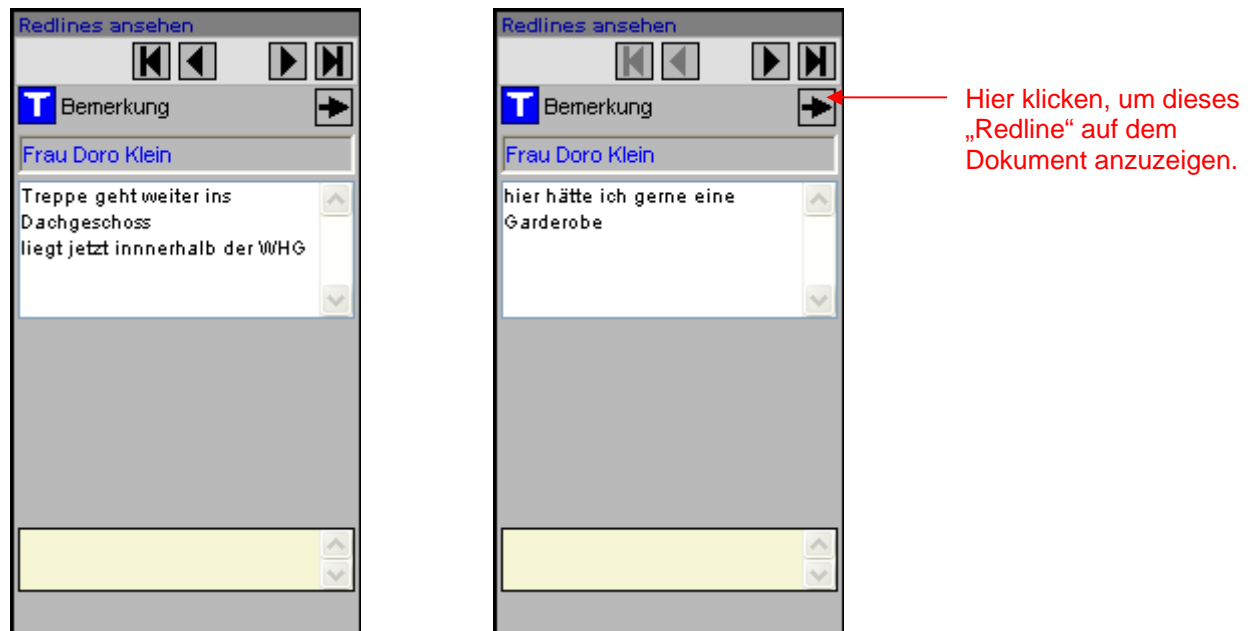 Redlines ansehen
T Bemerkung
Frau Doro Klein
Treppe geht weiter ins
Dachgeschoss
liegt jetzt innnerhalb der WHG
Redlines ansehen
T Bemerkung
Frau Doro Klein
hier hätte ich gerne eine
Garderobe
Hier klicken, um dieses
„Redline“ auf dem
Dokument anzuzeigen.